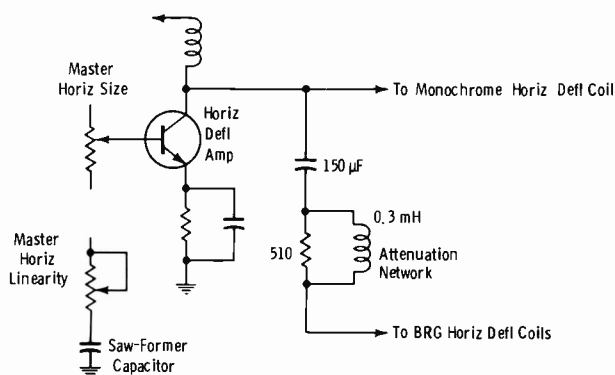 Master
Horiz Size
Horiz
Defl
Amp
To Monochrome Horiz Defl Coil
150 µF
0.3 mH
510
Attenuation
Network
Master
Horiz
Linearity
To BRG Horiz Defl Coils
Saw-Former
Capacitor